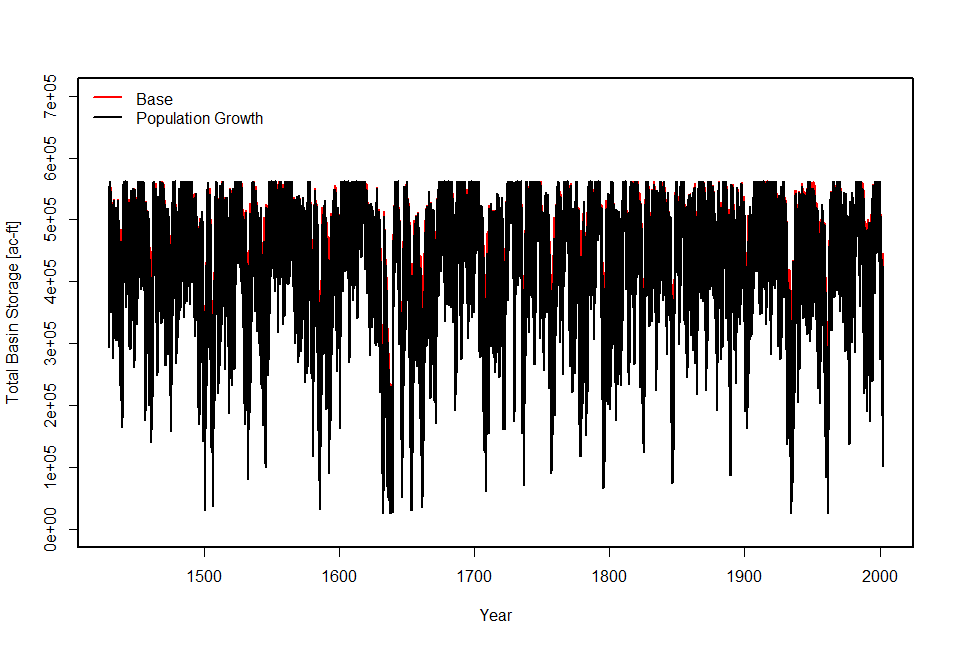 Base
Population Growth
7e+05
6e+05
5e+05
4e+05
3e+05
2e+05
1e+05
0e+00
Total Basin Storage [ac-ft]
1500 1600 1700 1800 1900 2000
Year